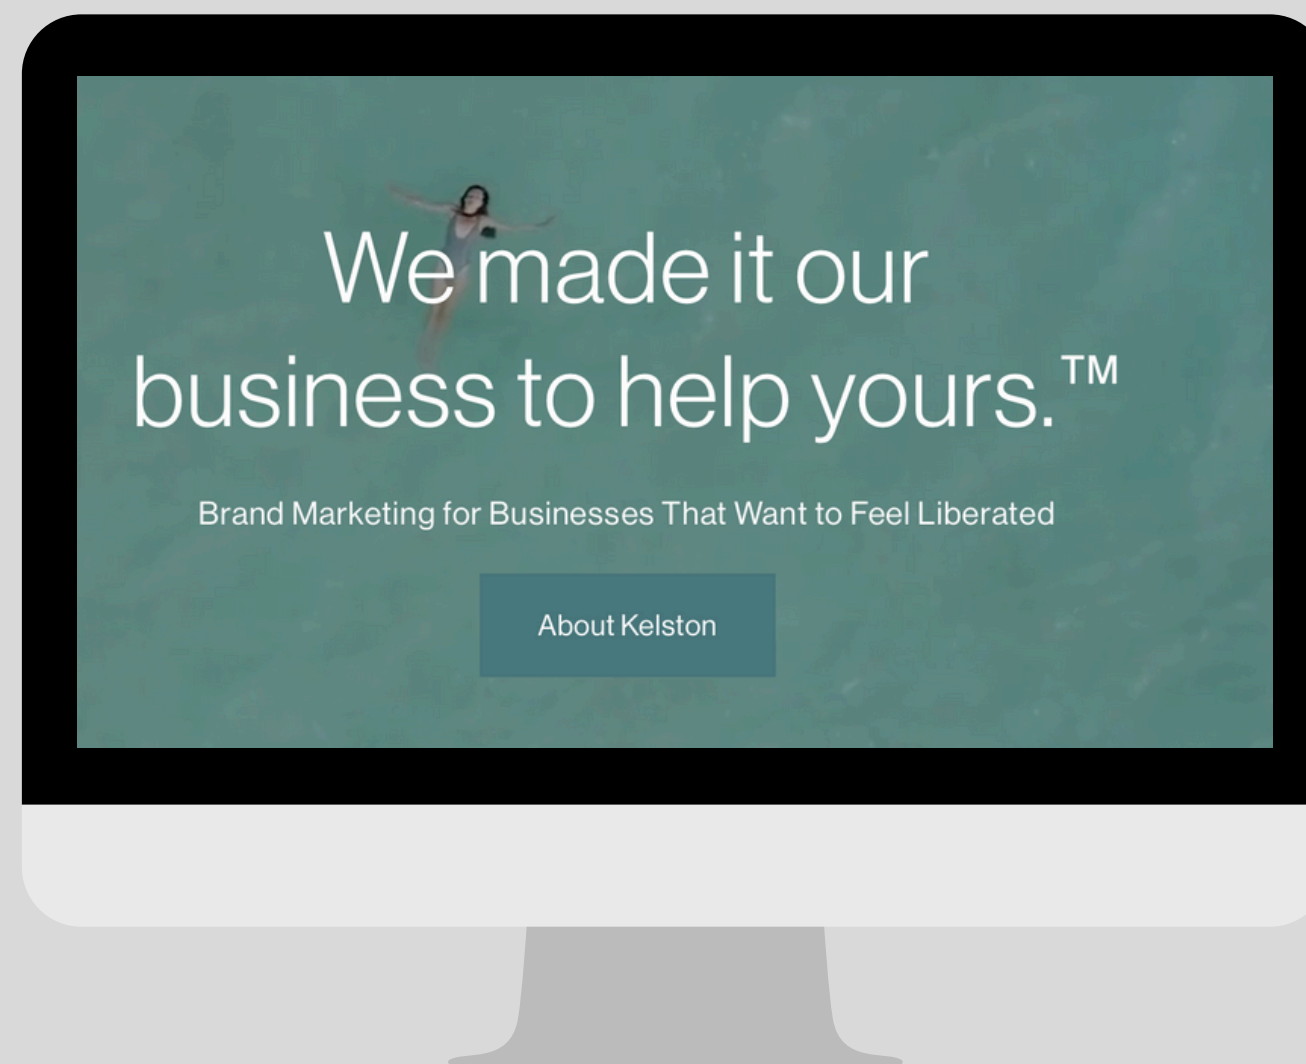 We made it our
business to help yours.™
Brand Marketing for Businesses That Want to Feel Liberated
About Kelston